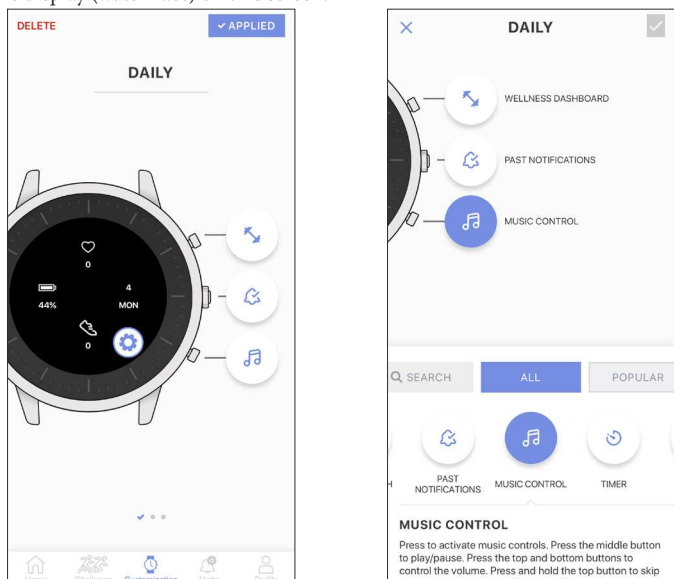 DELETE
✓ APPLIED
DAILY
0
44%
4
MON
0
Customization
DAILY
WELLNESS DASHBOARD
PAST NOTIFICATIONS
MUSIC CONTROL
SEARCH
ALL
POPULAR
H
PAST
NOTIFICATIONS
MUSIC CONTROL
TIMER
MUSIC CONTROL
Press to activate music controls. Press the middle button
to play/pause. Press the top and bottom buttons to
control the volume. Press and hold the top button to skip